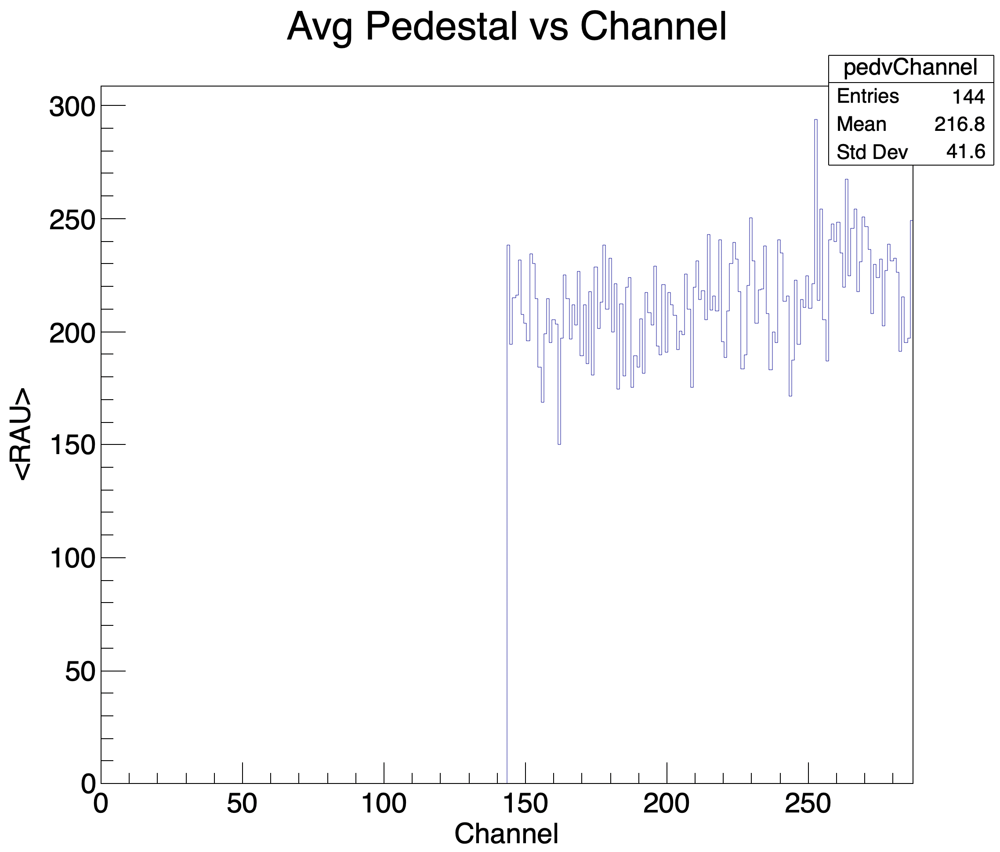 Avg Pedestal vs Channel
pedvChannel
Entries 144
Mean 216.8
Std Dev 41.6
300
250
200
150
100
50
0
<RAU>
0 50 100 150 200 250
Channel